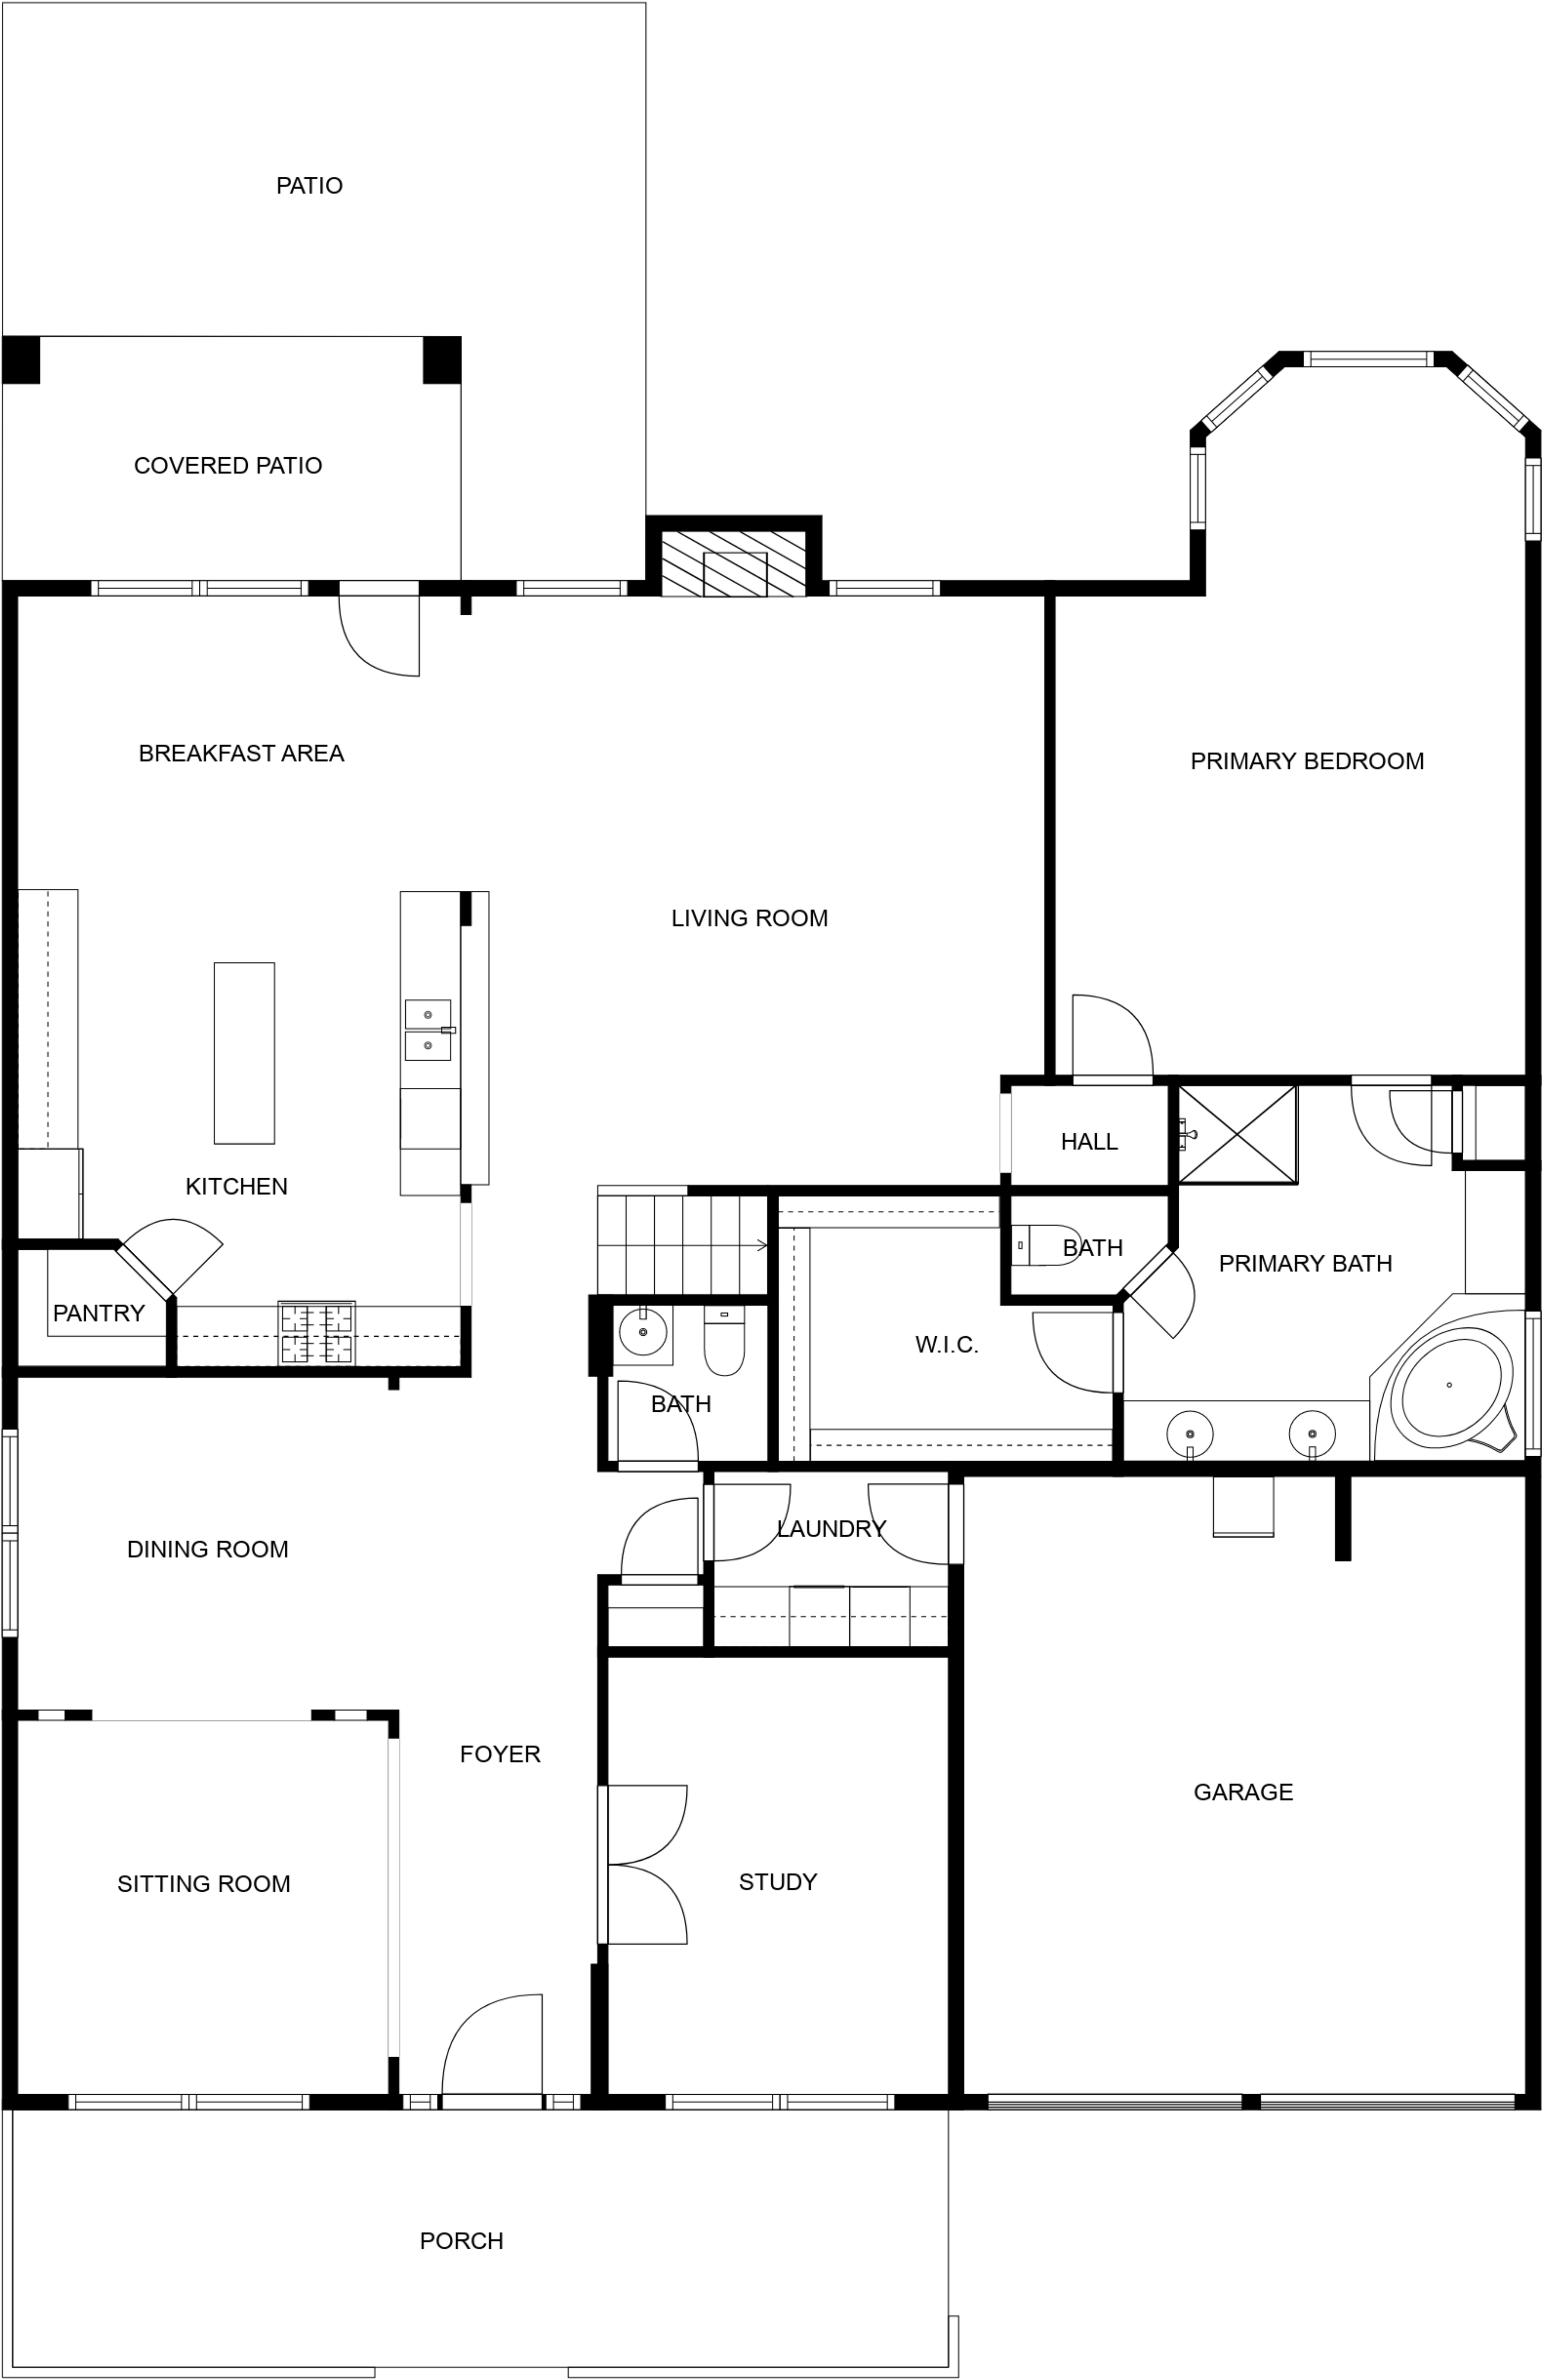 PATIO
COVERED PATIO
BREAKFAST AREA
PRIMARY BEDROOM
LIVING ROOM
HALL
KITCHEN
BATH
PRIMARY BATH
PANTRY
W.I.C.
BATH
LAUNDRY
DINING ROOM
FOYER
GARAGE
SITTING ROOM
STUDY
PORCH